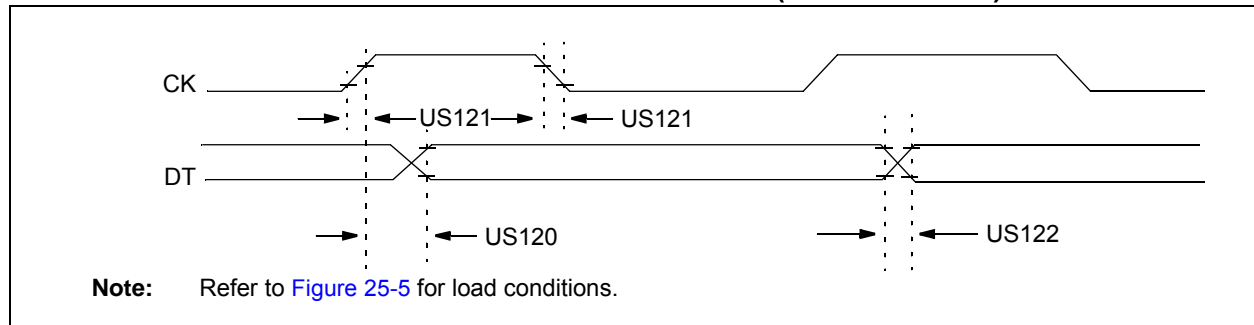 CK
US121
US121
DT
US120
US122
Note: Refer to Figure 25-5 for load conditions.